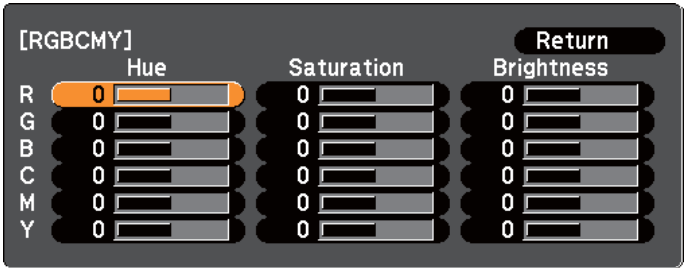 [RGBCMY] Return
Hue Saturation Brightness
R 0 0 0
G 0 0 0
B 0 0 0
C 0 0 0
M 0 0 0
Y 0 0 0